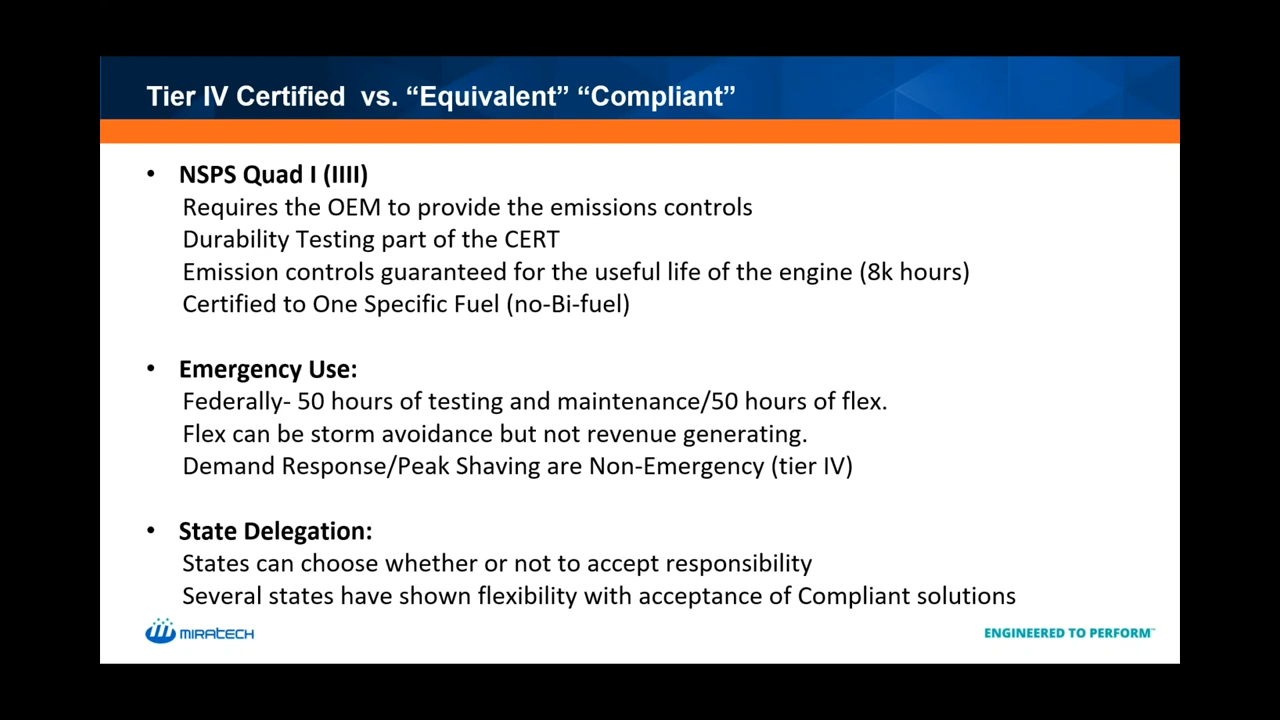 Tier IV Certified vs. “Equivalent” “Compliant”
• NSPS Quad I (IIII)
Requires the OEM to provide the emissions controls
Durability Testing part of the CERT
Emission controls guaranteed for the useful life of the engine (8k hours)
Certified to One Specific Fuel (no-Bi-fuel)
• Emergency Use:
Federally- 50 hours of testing and maintenance/50 hours of flex.
Flex can be storm avoidance but not revenue generating.
Demand Response/Peak Shaving are Non-Emergency (tier IV)
• State Delegation:
States can choose whether or not to accept responsibility
Several states have shown flexibility with acceptance of Compliant solutions
MIRATECH
ENGINEERED TO PERFORM™